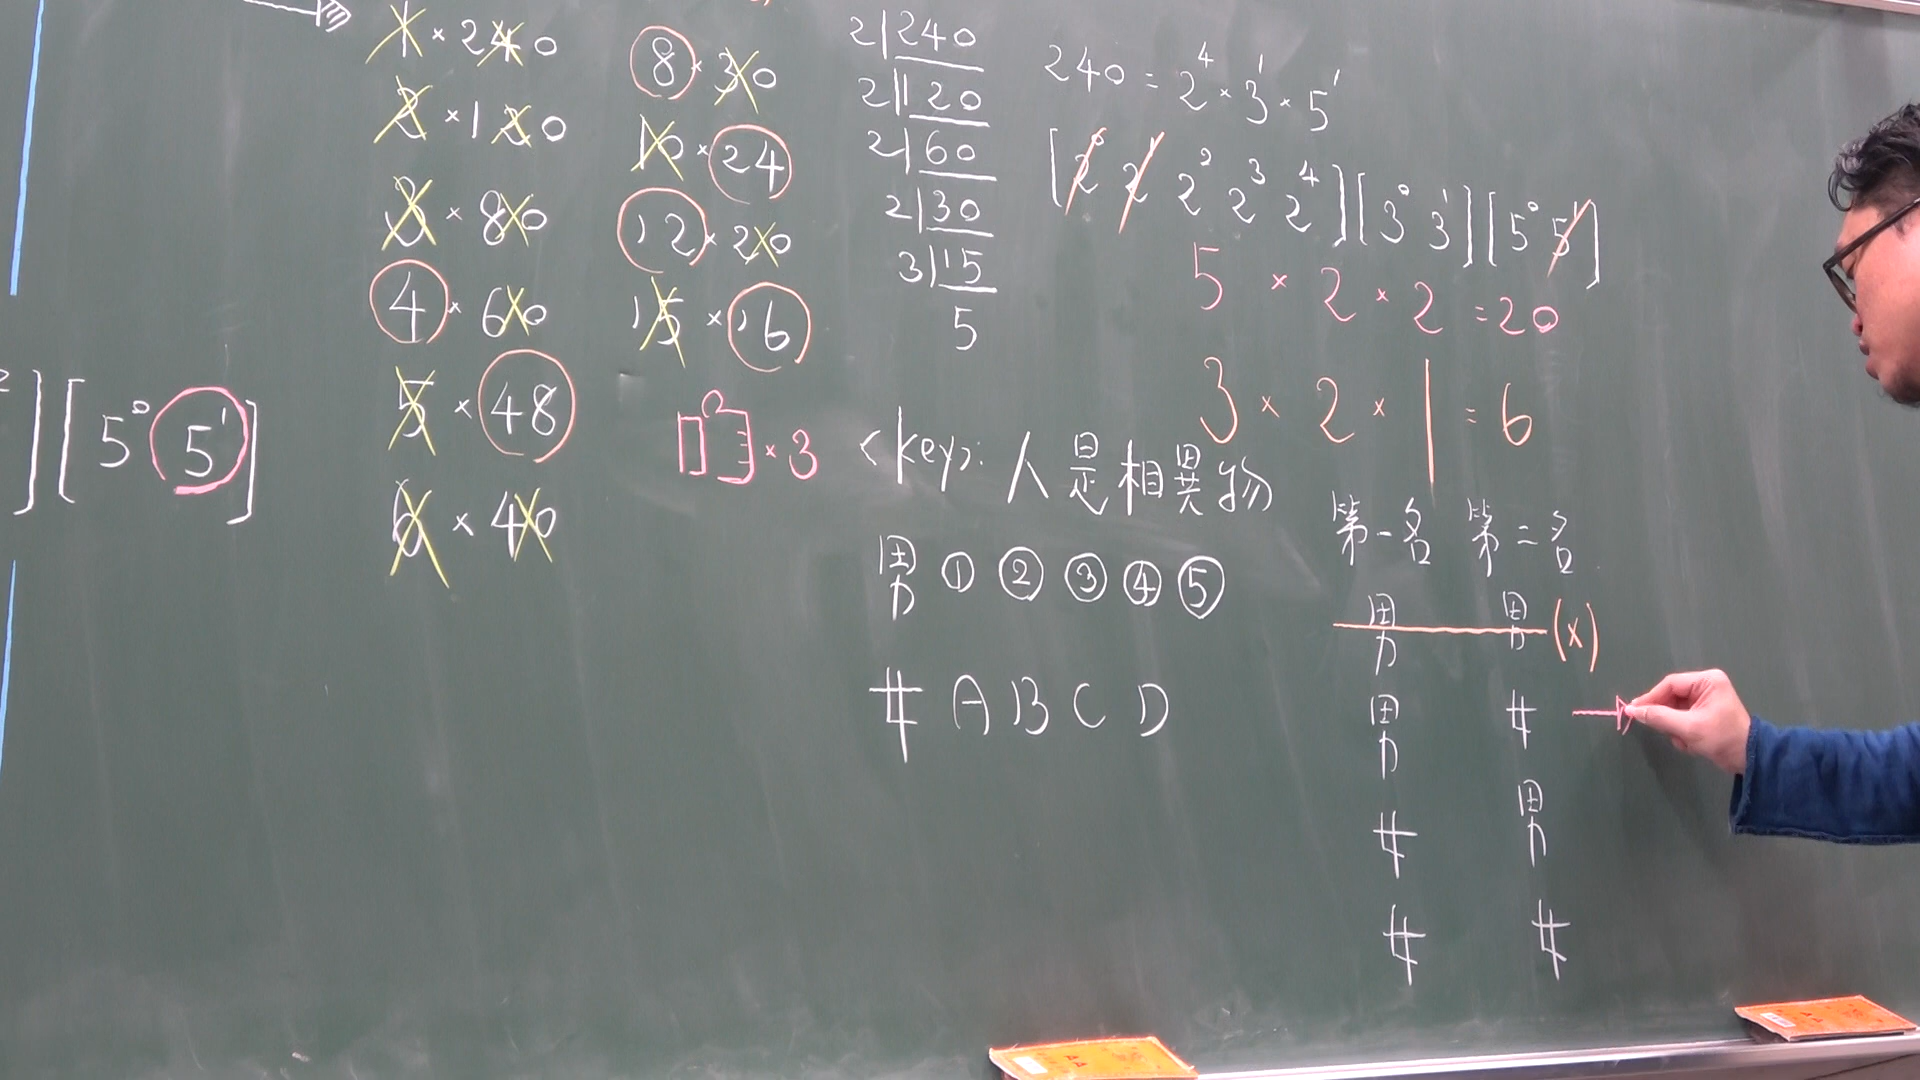 1 × 240
2 × 120
3 × 80
4 × 60
5 × 48
6 × 40
8 × 30
10 × 24
12 × 20
15 × 16
× 3
] [ 5⁰ 5¹ ]
2|240
2|120
2|60
2|30
3|15
5
240 = 2⁴ × 3¹ × 5¹
[ 2⁰ 2¹ 2² 2³ 2⁴ ] [ 3⁰ 3¹ ] [ 5⁰ 5¹ ]
5 × 2 × 2 = 20
3 × 2 × 1 = 6
<key>: 人是相異物
男 ① ② ③ ④ ⑤
女 A B C D
第一名 第二名
男 男 (×)
男 女 →
女 男
女 女